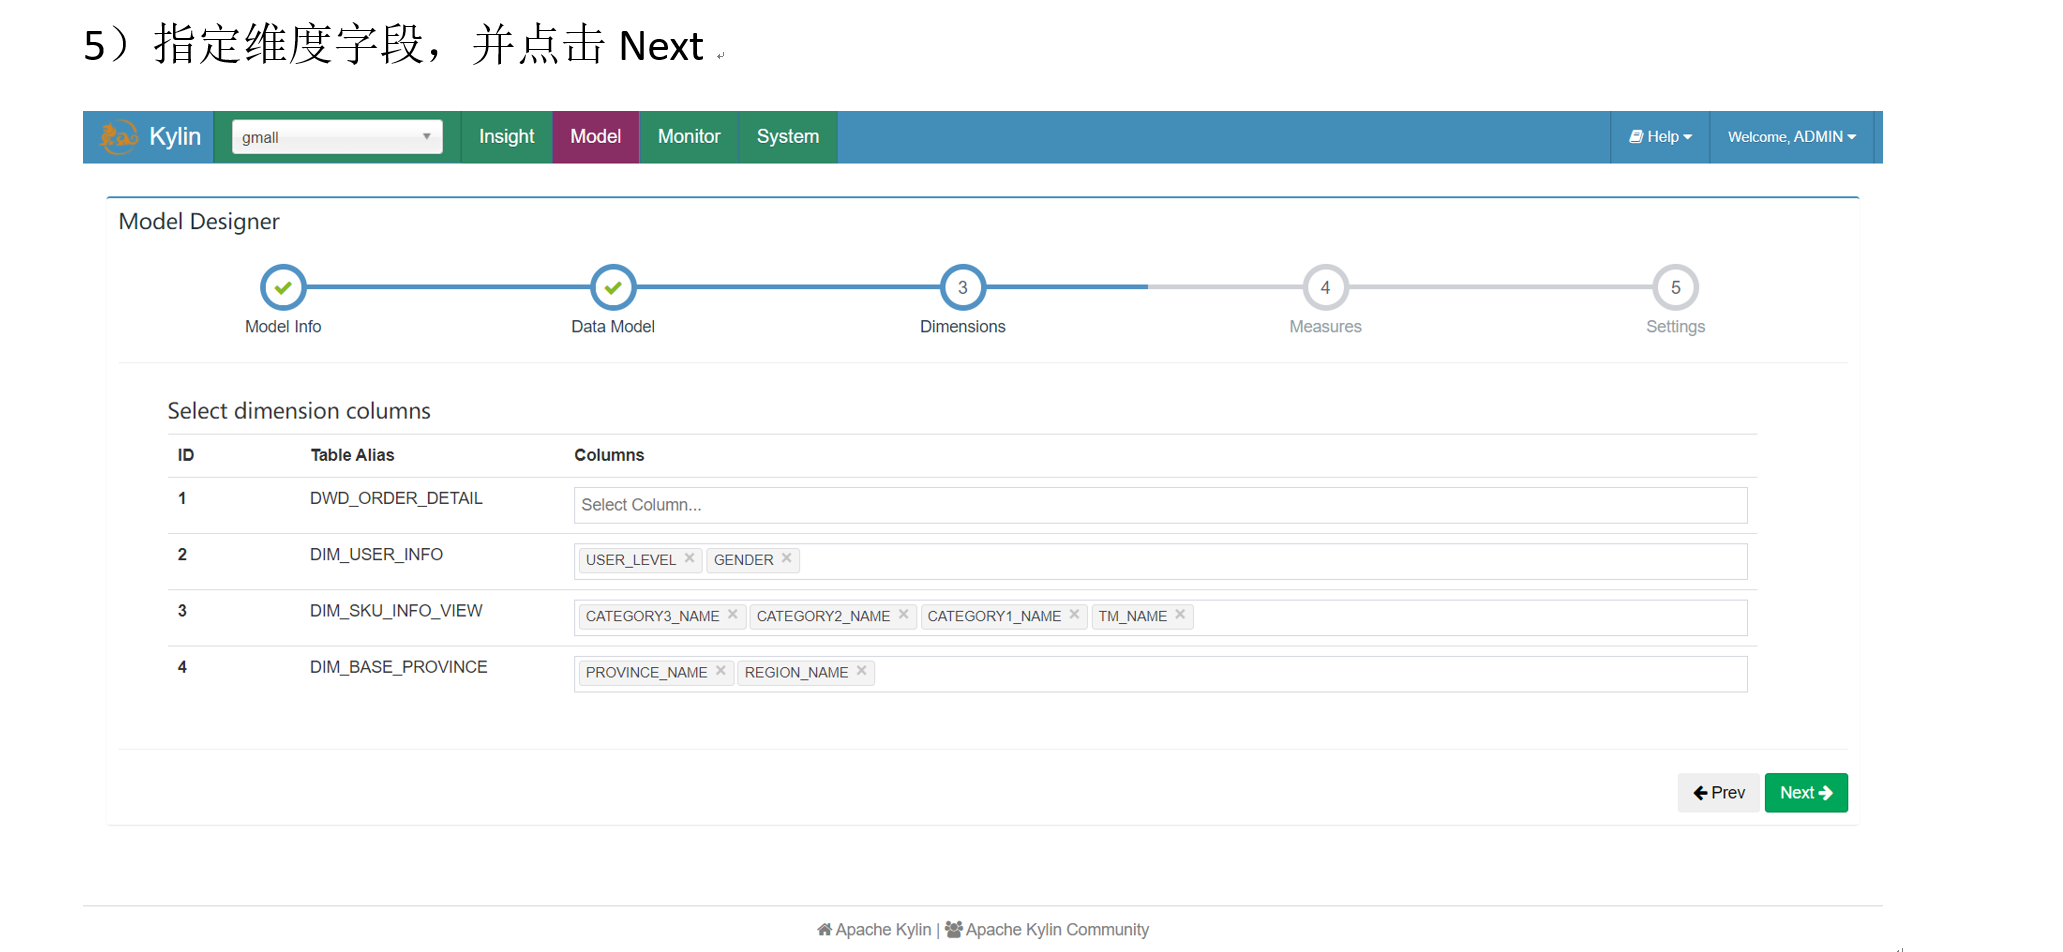 5）指定维度字段，并点击 Next
Kylin gmall Insight Model Monitor System Help Welcome, ADMIN
Model Designer
3 4 5
Model Info Data Model Dimensions Measures Settings
Select dimension columns
ID Table Alias Columns
1 DWD_ORDER_DETAIL Select Column...
2 DIM_USER_INFO USER_LEVEL × GENDER ×
3 DIM_SKU_INFO_VIEW CATEGORY3_NAME × CATEGORY2_NAME × CATEGORY1_NAME × TM_NAME ×
4 DIM_BASE_PROVINCE PROVINCE_NAME × REGION_NAME ×
Prev Next
Apache Kylin | Apache Kylin Community